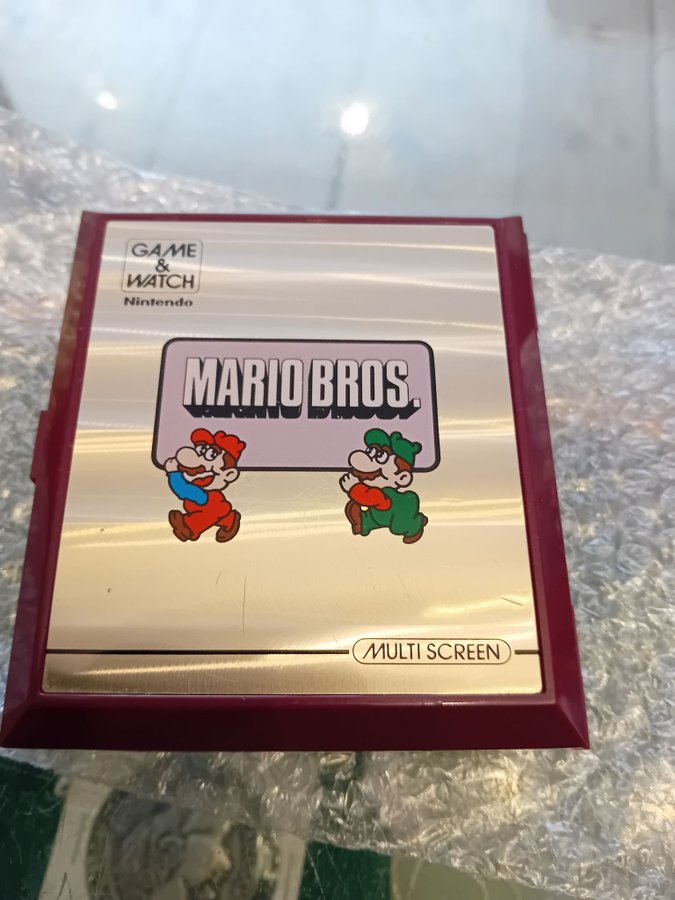 GAME
&
WATCH
Nintendo
MARIO BROS.
MULTI SCREEN